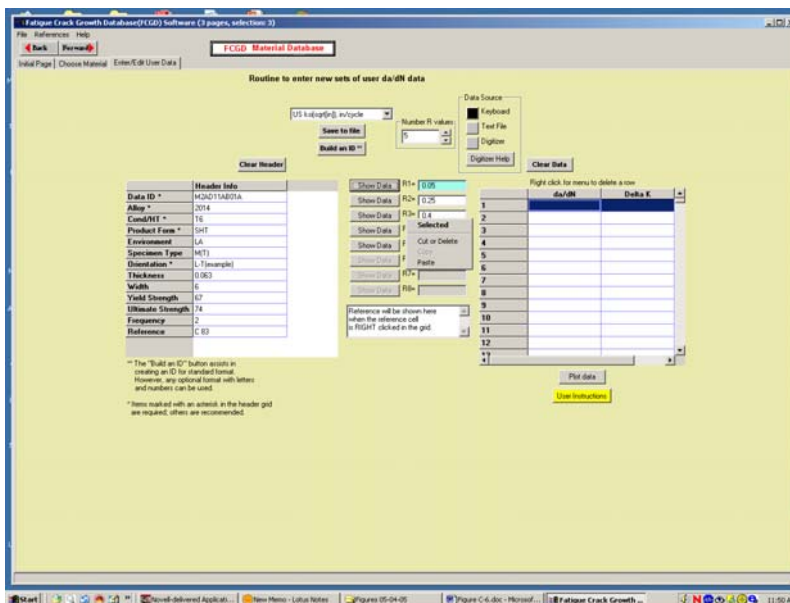 Fatigue Crack Growth Database(FCGD) Software (3 pages, selection: 3)
File References Help
Back Forward
FCGD Material Database
Initial Page Choose Material Enter/Edit User Data
Routine to enter new sets of user da/dN data
Data Source
US ksi(sqrt[in]), in/cycle
Keyboard
Number R values
Save to file
Text File
5
Digitizer
Build an ID **
Digitizer Help
Clear Header
Clear Data
Right click for menu to delete a row
Header Info
Data ID * M2AD11AB01A
Alloy * 2014
Cond/HT * T6
Product Form * SHT
Environment LA
Specimen Type M(T)
Orientation * L-T(example)
Thickness 0.063
Width 6
Yield Strength 67
Ultimate Strength 74
Frequency 2
Reference C 83
Show Data R1= 0.05
Show Data R2= 0.25
Show Data R3= 0.4
Show Data
Show Data
Show Data
Show Data R7=
Show Data R8=
Selected
Cut or Delete
Copy
Paste
da/dN Delta K
1
2
3
4
5
6
7
8
9
10
11
12
Reference will be shown here
when the reference cell
is RIGHT clicked in the grid.
** The "Build an ID" button assists in
creating an ID for standard format.
However, any optional format with letters
and numbers can be used.
* Items marked with an asterisk in the header grid
are required; others are recommended.
Plot data
User Instructions
Start Novell-delivered Applicati... New Memo - Lotus Notes Figures 05-04-05 Figure C-6.doc - Microsof... Fatigue Crack Growth ... 11:50 A